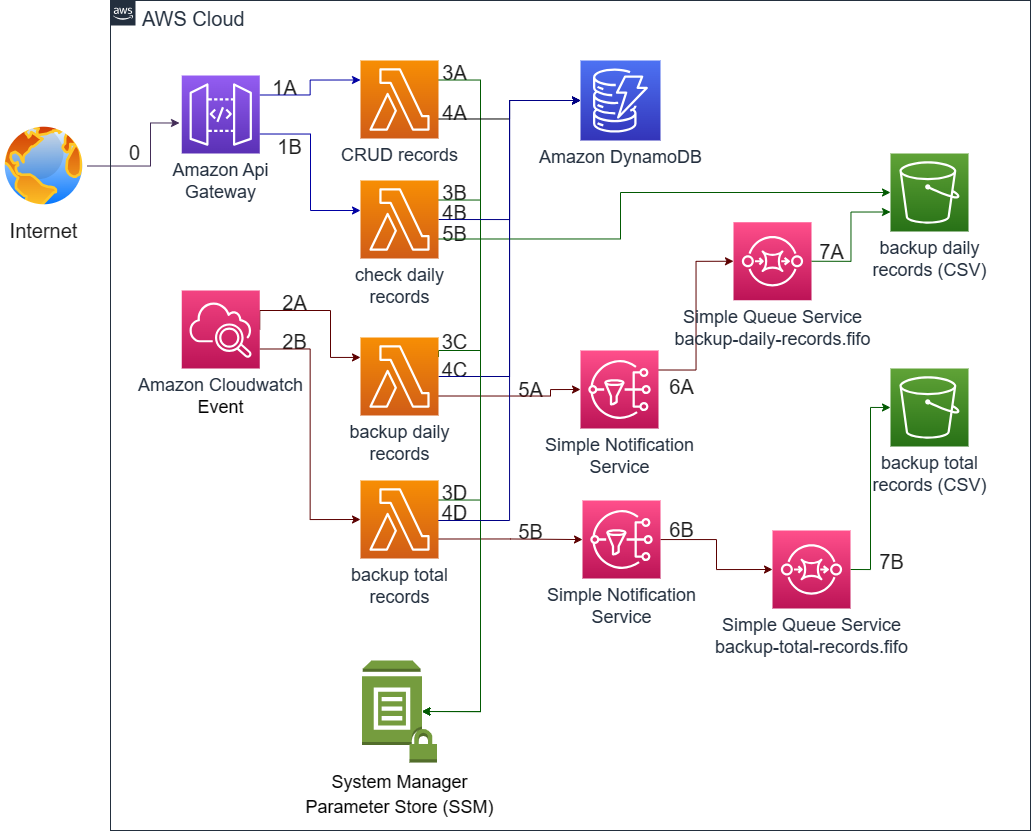 aws
AWS Cloud
Internet
0
Amazon Api
Gateway
1A
1B
CRUD records
3A
4A
Amazon DynamoDB
check daily
records
3B
4B
5B
backup daily
records (CSV)
7A
Simple Queue Service
backup-daily-records.fifo
Amazon Cloudwatch
Event
2A
2B
backup daily
records
3C
4C
5A
Simple Notification
Service
6A
backup total
records (CSV)
backup total
records
3D
4D
5B
Simple Notification
Service
6B
Simple Queue Service
backup-total-records.fifo
7B
System Manager
Parameter Store (SSM)